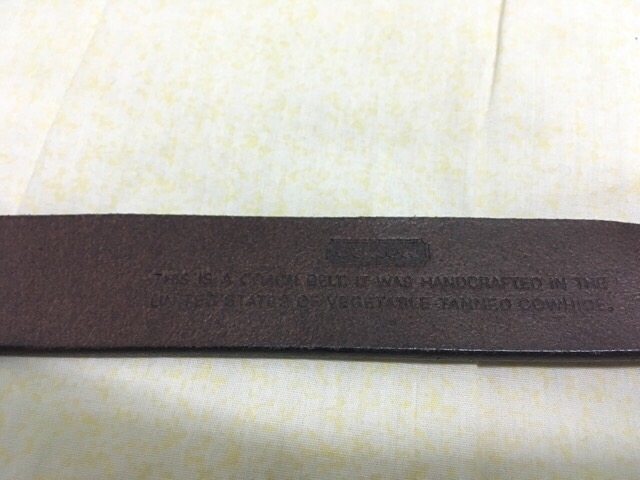 THIS IS A COACH BELT. IT WAS HANDCRAFTED IN THE
UNITED STATES OF VEGETABLE-TANNED COWHIDE.